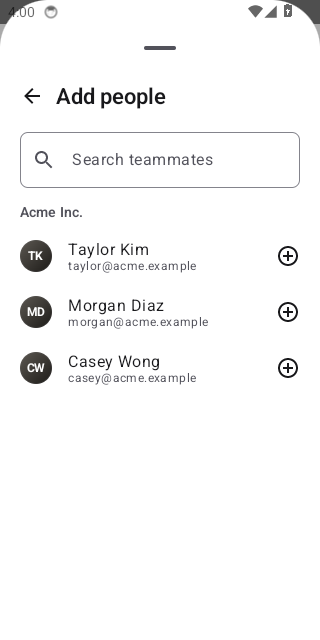 4:00
Add people
Search teammates
Acme Inc.
TK
Taylor Kim
taylor@acme.example
MD
Morgan Diaz
morgan@acme.example
CW
Casey Wong
casey@acme.example